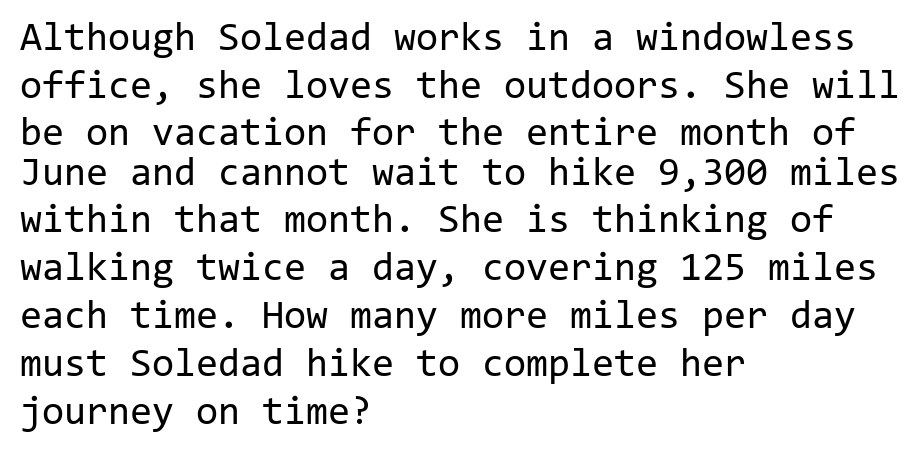 Although Soledad works in a windowless
office, she loves the outdoors. She will
be on vacation for the entire month of
June and cannot wait to hike 9,300 miles
within that month. She is thinking of
walking twice a day, covering 125 miles
each time. How many more miles per day
must Soledad hike to complete her
journey on time?